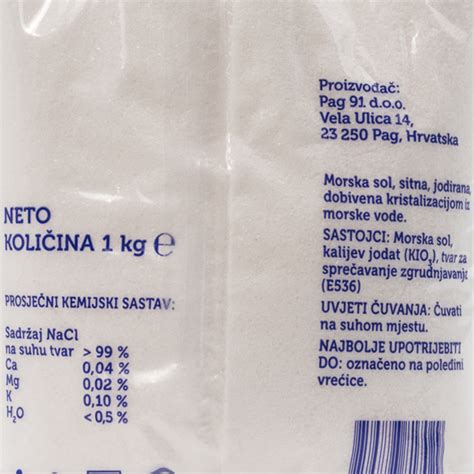 Proizvođač:
Pag 91 d.o.o.
Vela Ulica 14,
23 250 Pag, Hrvatska
Morska sol, sitna, jodirana,
dobivena kristalizacijom iz
morske vode.
SASTOJCI: Morska sol,
kalijev jodat (KIO₃), tvar za
sprečavanje zgrudnjavanja
(E536)
UVJETI ČUVANJA: Čuvati
na suhom mjestu.
NAJBOLJE UPOTRIJEBITI
DO: označeno na poleđini
vrećice.
NETO
KOLIČINA 1 kg ℮
PROSJEČNI KEMIJSKI SASTAV:
Sadržaj NaCl
na suhu tvar > 99 %
Ca 0,04 %
Mg 0,02 %
K 0,10 %
H₂O < 0,5 %